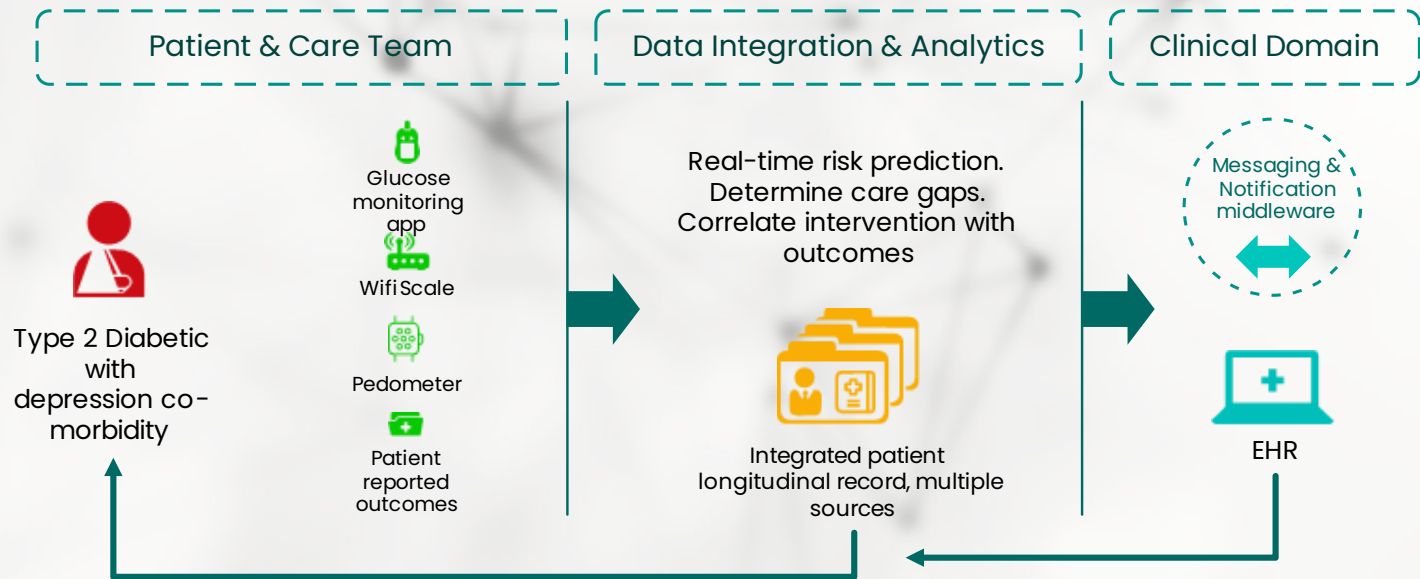 Patient & Care Team
Data Integration & Analytics
Clinical Domain
Type 2 Diabetic
with
depression co-
morbidity
Glucose
monitoring
app
Wifi Scale
Pedometer
Patient
reported
outcomes
Real-time risk prediction.
Determine care gaps.
Correlate intervention with
outcomes
Integrated patient
longitudinal record, multiple
sources
Messaging &
Notification
middleware
EHR